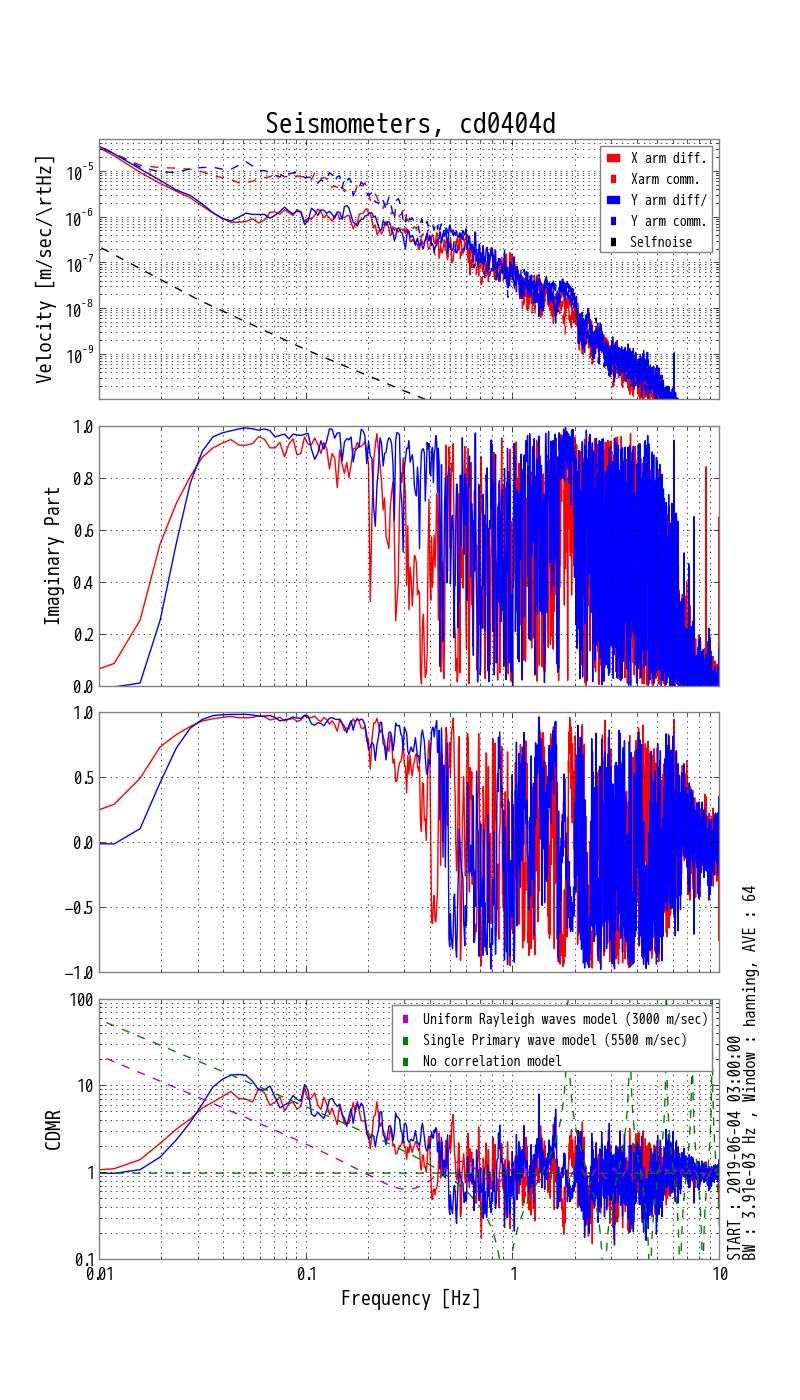 Seismometers, cd0404d
Velocity [m/sec/\rtHz]
10^-5
10^-6
10^-7
10^-8
10^-9
X arm diff.
Xarm comm.
Y arm diff/
Y arm comm.
Selfnoise
Imaginary Part
1.0
0.8
0.6
0.4
0.2
0.0
1.0
0.5
0.0
−0.5
−1.0
CDMR
100
10
1
0.1
Uniform Rayleigh waves model (3000 m/sec)
Single Primary wave model (5500 m/sec)
No correlation model
0.01
0.1
1
10
Frequency [Hz]
START : 2019-06-04 03:00:00
BW : 3.91e-03 Hz , Window : hanning, AVE : 64